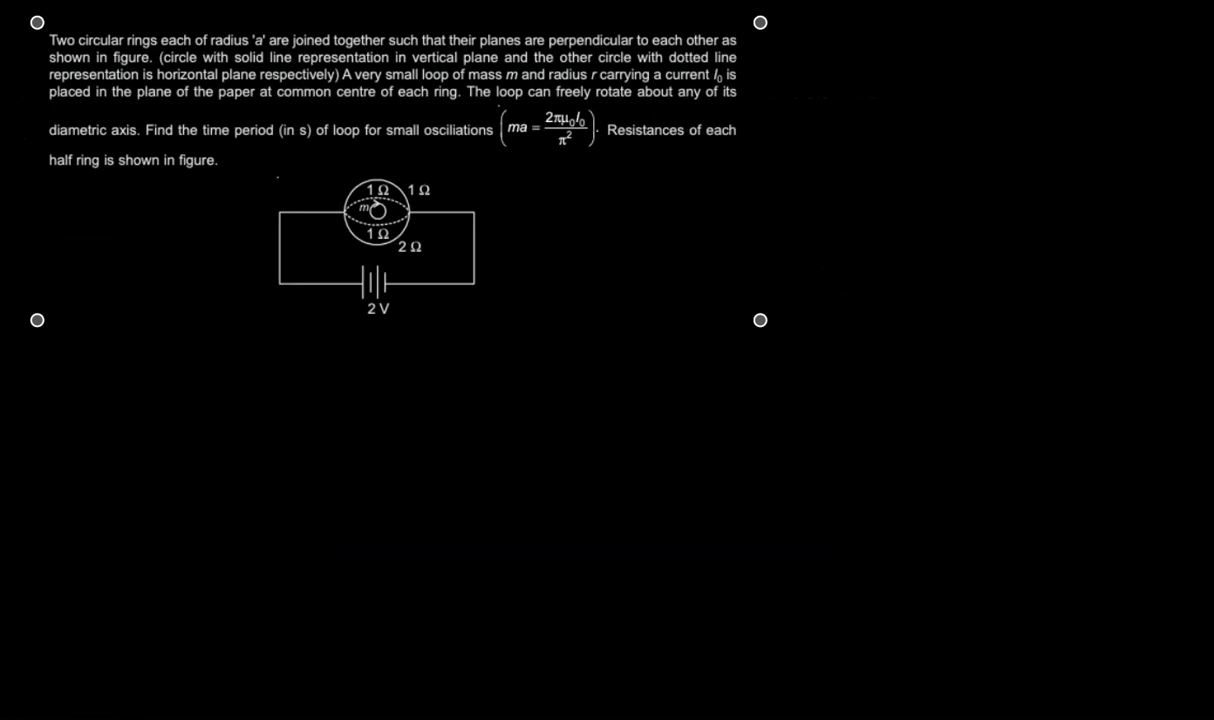 Two circular rings each of radius 'a' are joined together such that their planes are perpendicular to each other as
shown in figure. (circle with solid line representation in vertical plane and the other circle with dotted line
representation is horizontal plane respectively) A very small loop of mass m and radius r carrying a current I₀ is
placed in the plane of the paper at common centre of each ring. The loop can freely rotate about any of its
diametric axis. Find the time period (in s) of loop for small osciliations (ma = 2πμ₀I₀/π²). Resistances of each
half ring is shown in figure.
1 Ω 1 Ω
m
1 Ω
2 Ω
2 V